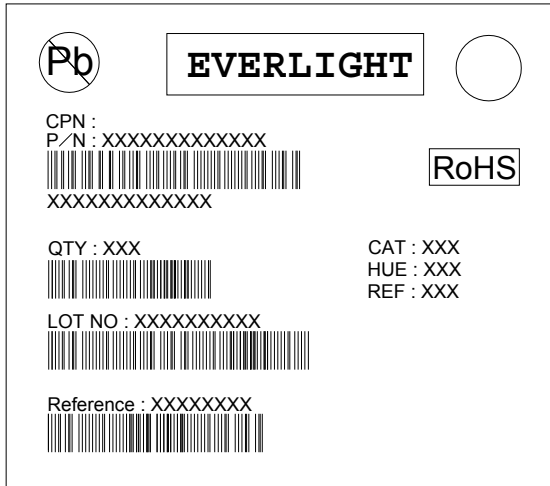 Pb
EVERLIGHT
CPN :
P/N : XXXXXXXXXXXXX
RoHS
XXXXXXXXXXXXX
QTY : XXX
CAT : XXX
HUE : XXX
REF : XXX
LOT NO : XXXXXXXXXX
Reference : XXXXXXXX